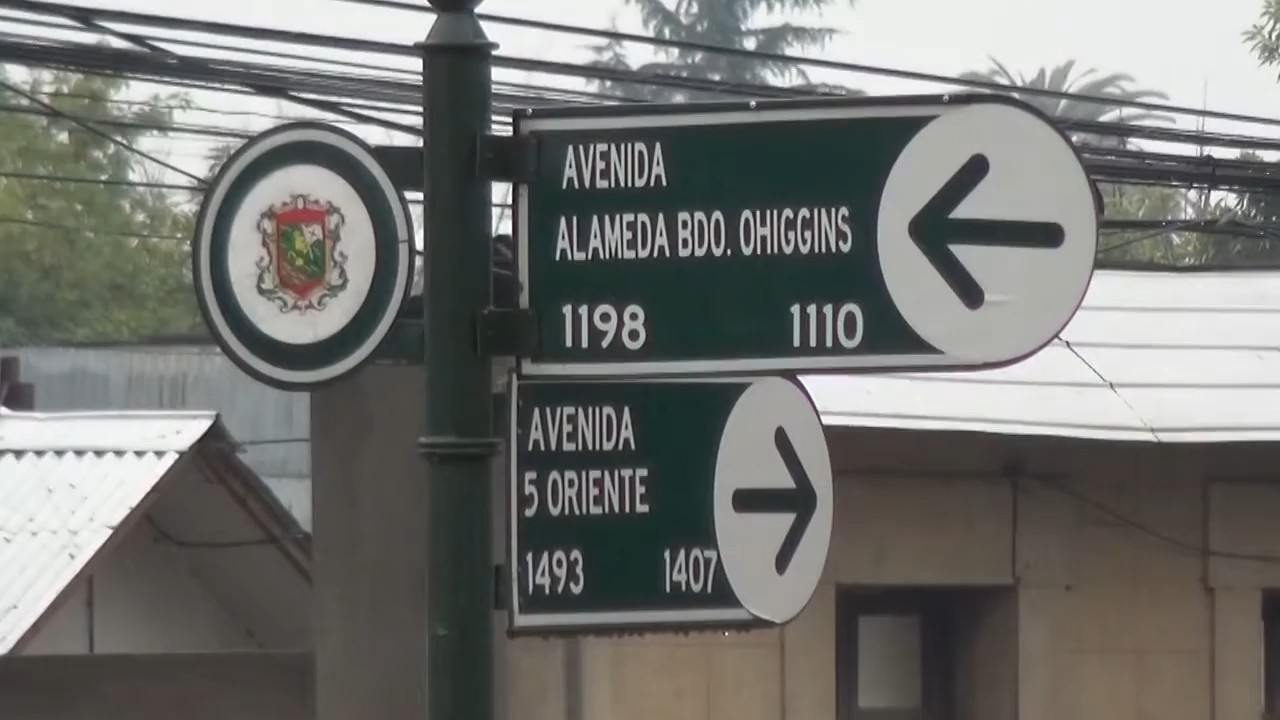 AVENIDA
ALAMEDA BDO. OHIGGINS
1198 1110
AVENIDA
5 ORIENTE
1493 1407